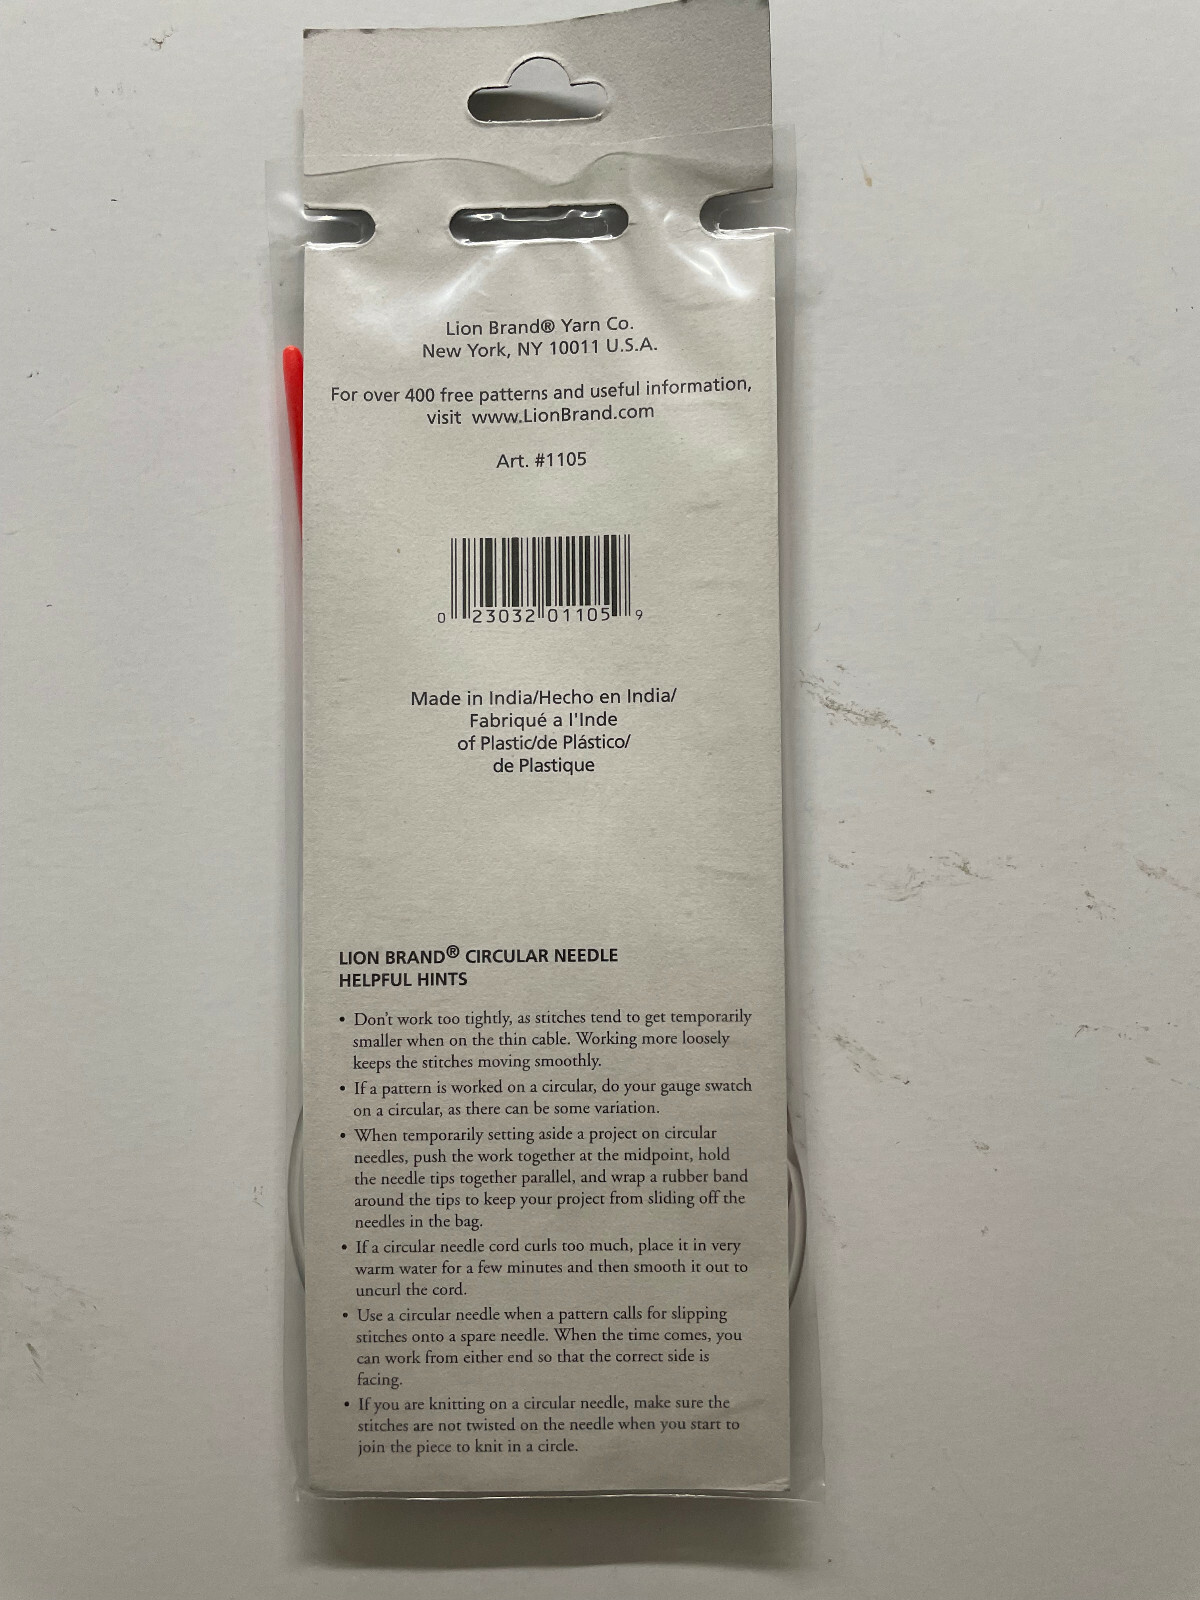 Lion Brand® Yarn Co.
New York, NY 10011 U.S.A.
For over 400 free patterns and useful information,
visit www.LionBrand.com
Art. #1105
0 23032 01105 9
Made in India/Hecho en India/
Fabriqué a l'Inde
of Plastic/de Plástico/
de Plastique
LION BRAND® CIRCULAR NEEDLE
HELPFUL HINTS
• Don't work too tightly, as stitches tend to get temporarily
smaller when on the thin cable. Working more loosely
keeps the stitches moving smoothly.
• If a pattern is worked on a circular, do your gauge swatch
on a circular, as there can be some variation.
• When temporarily setting aside a project on circular
needles, push the work together at the midpoint, hold
the needle tips together parallel, and wrap a rubber band
around the tips to keep your project from sliding off the
needles in the bag.
• If a circular needle cord curls too much, place it in very
warm water for a few minutes and then smooth it out to
uncurl the cord.
• Use a circular needle when a pattern calls for slipping
stitches onto a spare needle. When the time comes, you
can work from either end so that the correct side is
facing.
• If you are knitting on a circular needle, make sure the
stitches are not twisted on the needle when you start to
join the piece to knit in a circle.